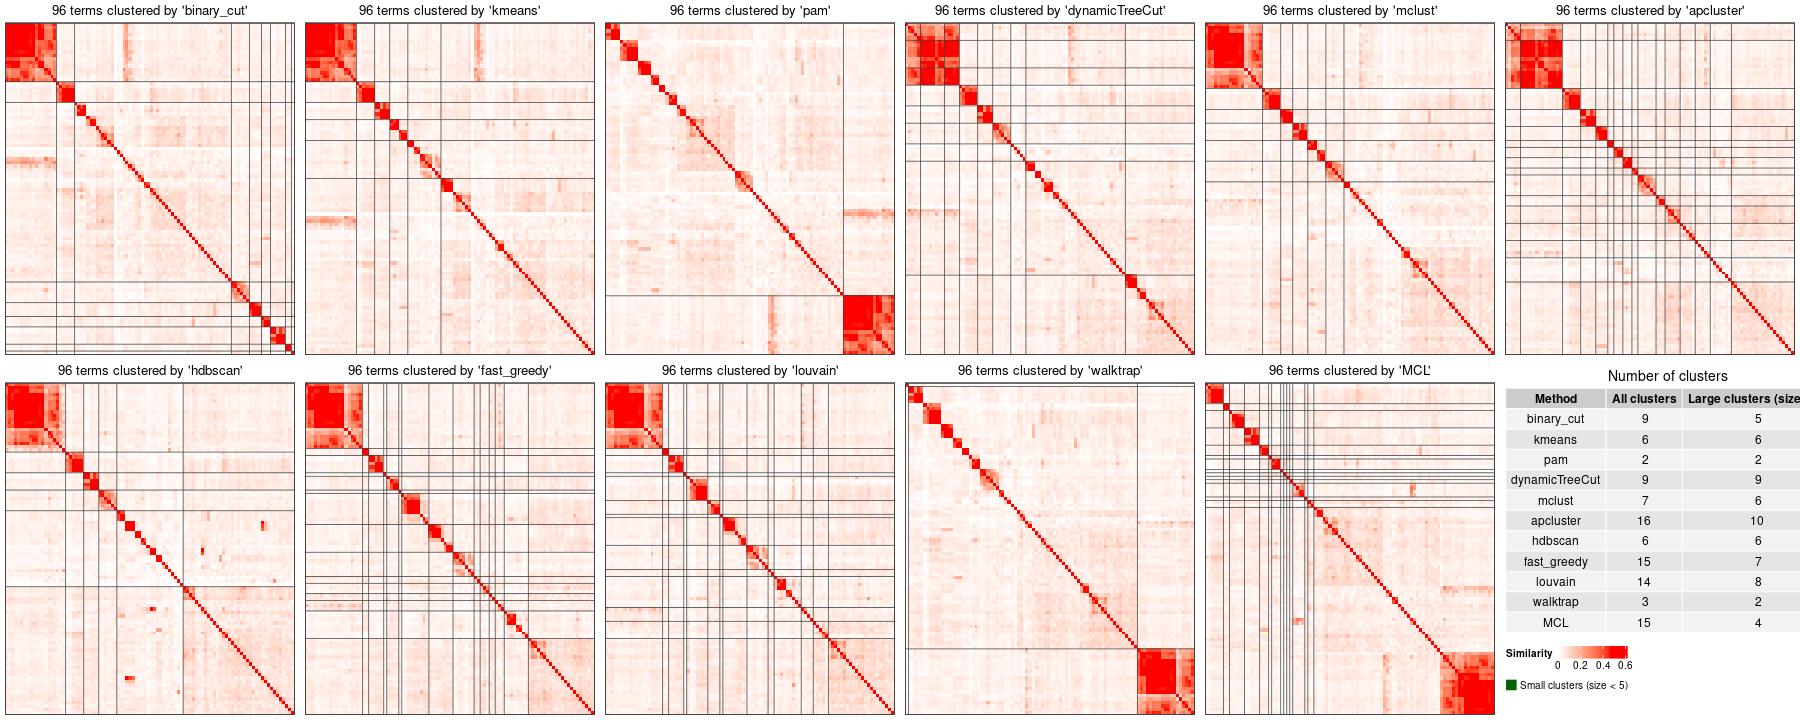 96 terms clustered by 'binary_cut'
96 terms clustered by 'kmeans'
96 terms clustered by 'pam'
96 terms clustered by 'dynamicTreeCut'
96 terms clustered by 'mclust'
96 terms clustered by 'apcluster'
96 terms clustered by 'hdbscan'
96 terms clustered by 'fast_greedy'
96 terms clustered by 'louvain'
96 terms clustered by 'walktrap'
96 terms clustered by 'MCL'
Number of clusters
Method All clusters Large clusters (size
binary_cut 9 5
kmeans 6 6
pam 2 2
dynamicTreeCut 9 9
mclust 7 6
apcluster 16 10
hdbscan 6 6
fast_greedy 15 7
louvain 14 8
walktrap 3 2
MCL 15 4
Similarity
0 0.2 0.4 0.6
Small clusters (size < 5)